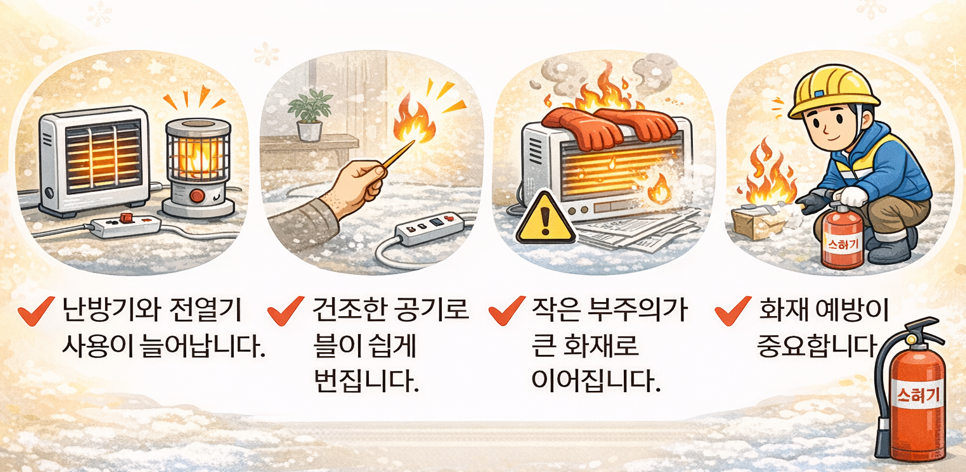 스허기
난방기와 전열기
사용이 늘어납니다.
건조한 공기로
블이 쉽게
번집니다.
작은 부주의가
큰 화재로
이어집니다.
화재 예방이
중요합니다
스허기